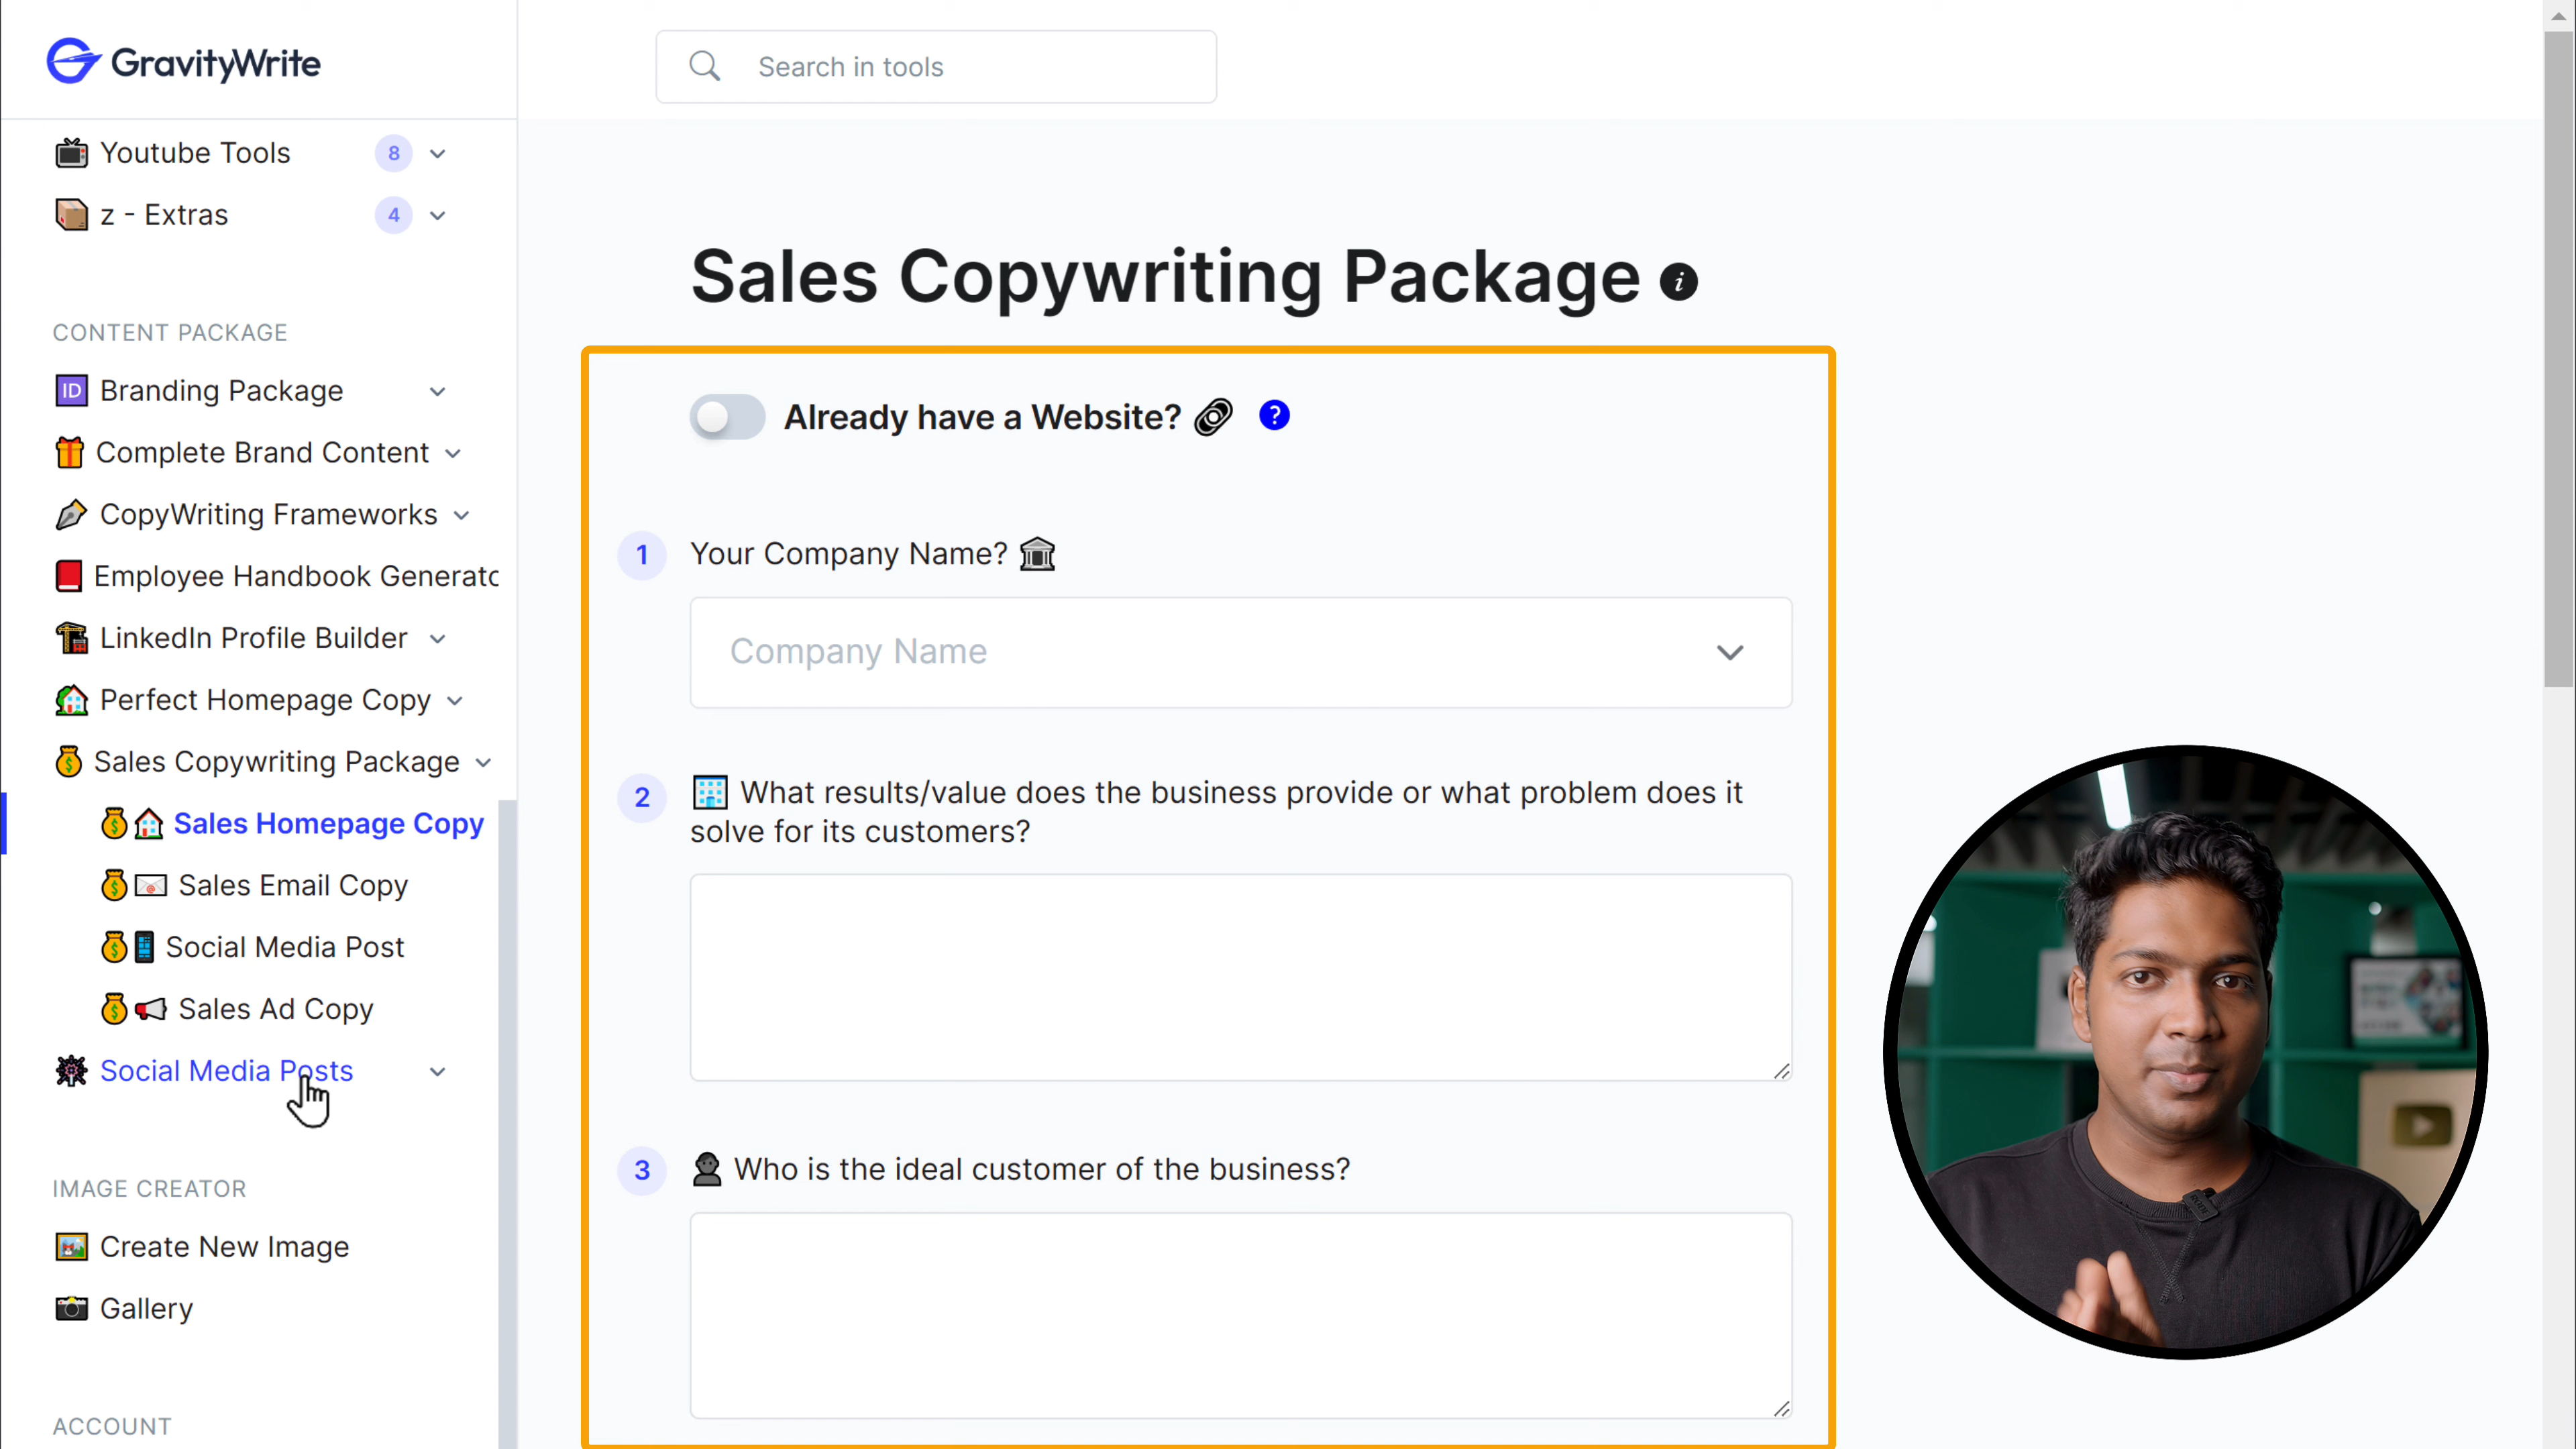 GravityWrite
Search in tools
Youtube Tools
8
z - Extras
4
CONTENT PACKAGE
ID
Branding Package
Complete Brand Content
CopyWriting Frameworks
Employee Handbook Generato
LinkedIn Profile Builder
Perfect Homepage Copy
Sales Copywriting Package
Sales Homepage Copy
Sales Email Copy
Social Media Post
Sales Ad Copy
Social Media Posts
IMAGE CREATOR
Create New Image
Gallery
ACCOUNT
Sales Copywriting Package
i
Already have a Website?
?
1
Your Company Name?
Company Name
2
What results/value does the business provide or what problem does it
solve for its customers?
3
Who is the ideal customer of the business?